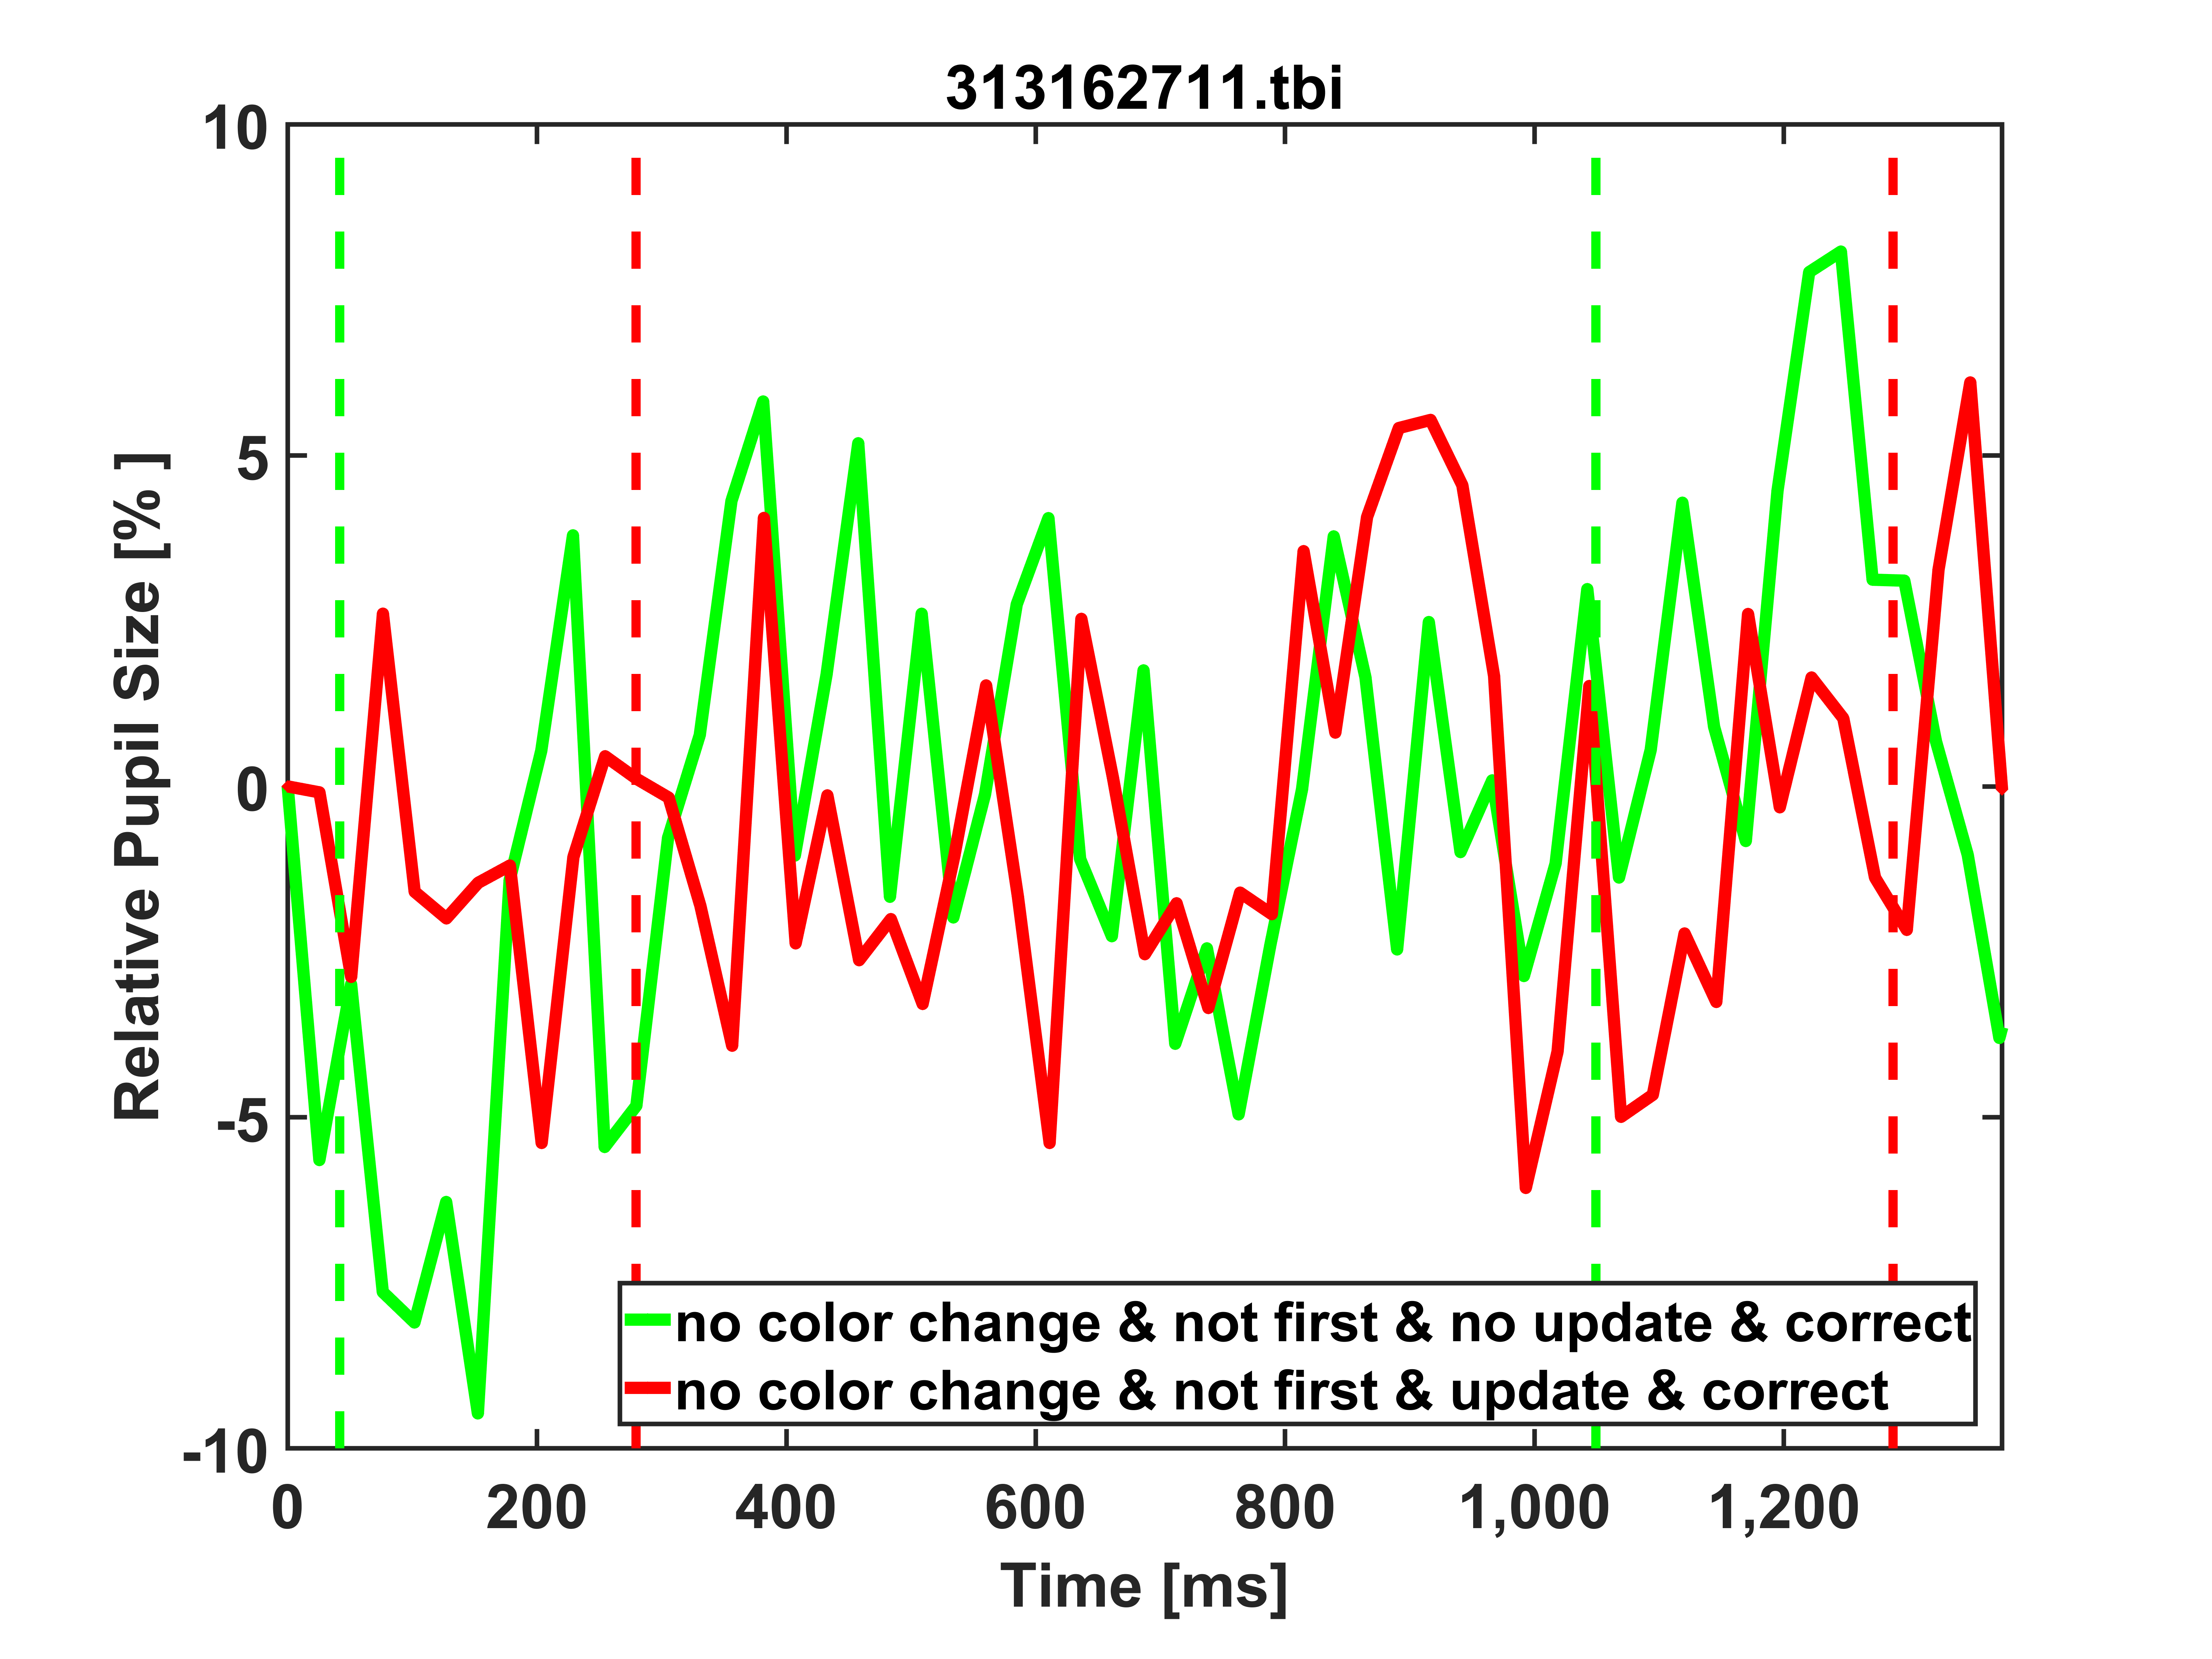 313162711.tbi
10
5
0
-5
-10
Relative Pupil Size [% ]
no color change & not first & no update & correct
no color change & not first & update & correct
0 200 400 600 800 1,000 1,200
Time [ms]